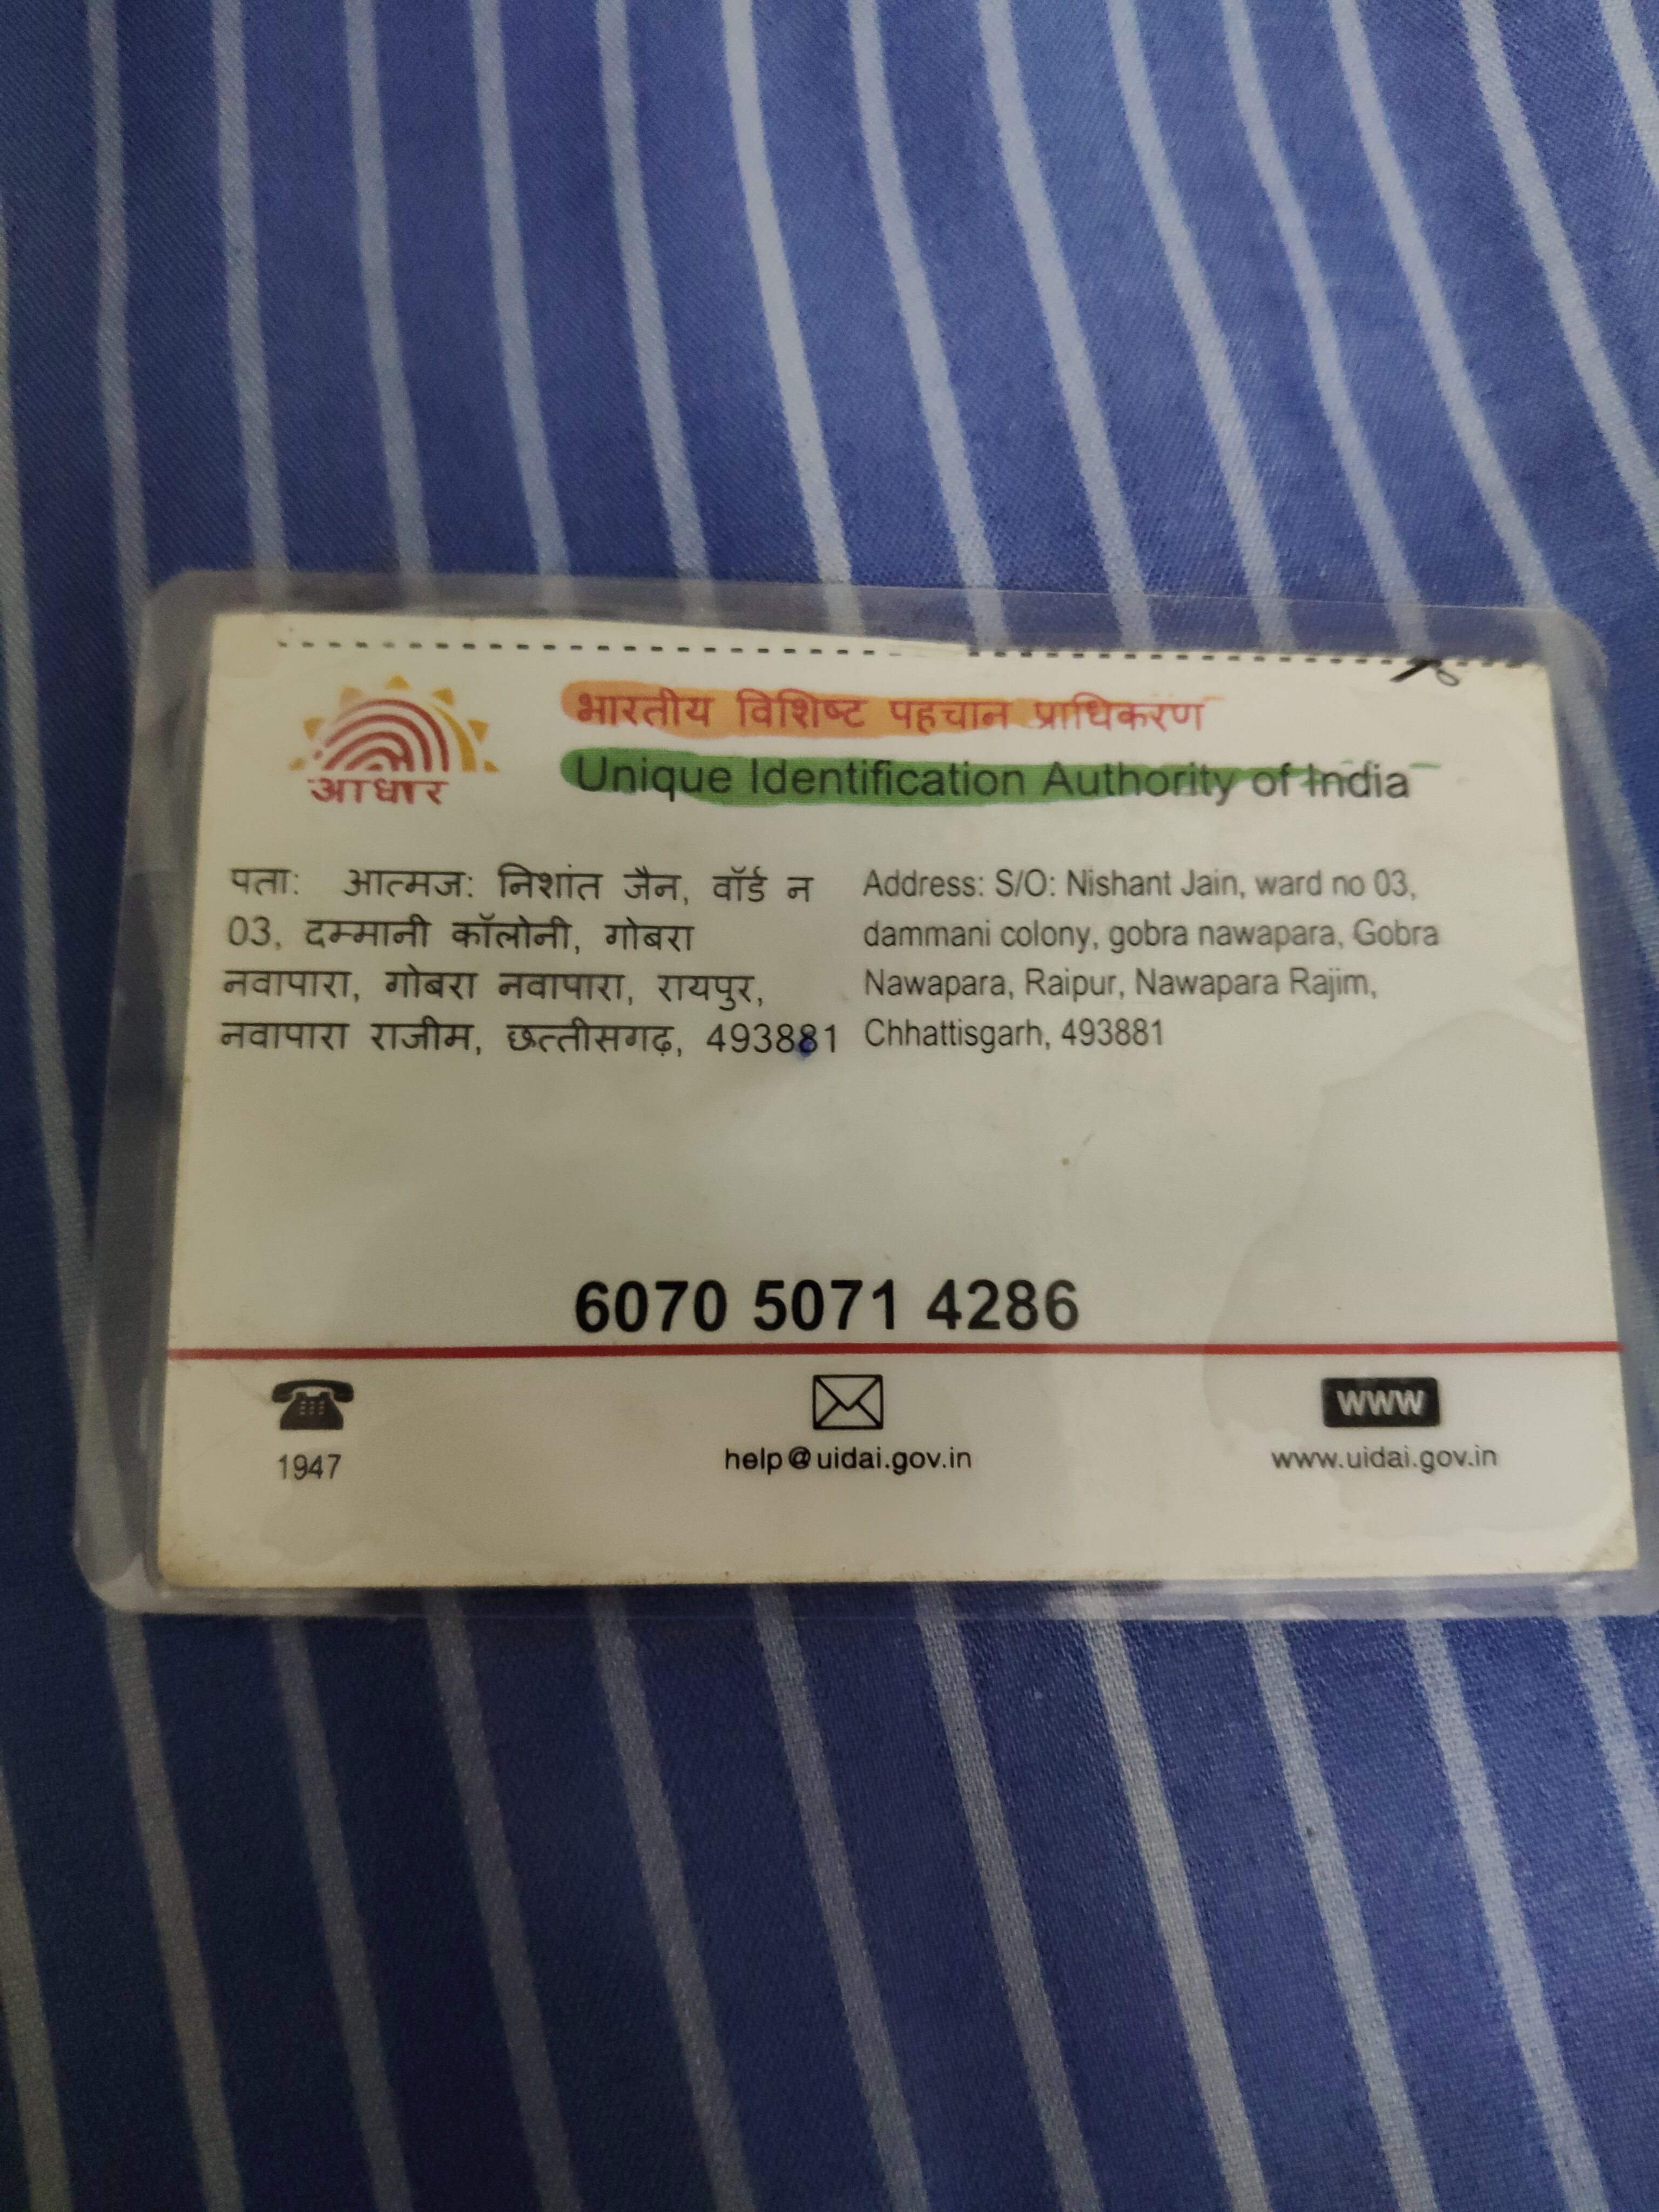 आधार
भारतीय विशिष्ट पहचान प्राधिकरण
Unique Identification Authority of India
पता: आत्मज: निशांत जैन, वॉर्ड न
03, दम्मानी कॉलोनी, गोबरा
नवापारा, गोबरा नवापारा, रायपुर,
नवापारा राजीम, छत्तीसगढ़, 493881
Address: S/O: Nishant Jain, ward no 03,
dammani colony, gobra nawapara, Gobra
Nawapara, Raipur, Nawapara Rajim,
Chhattisgarh, 493881
6070 5071 4286
WWW
1947
help@uidai.gov.in
www.uidai.gov.in